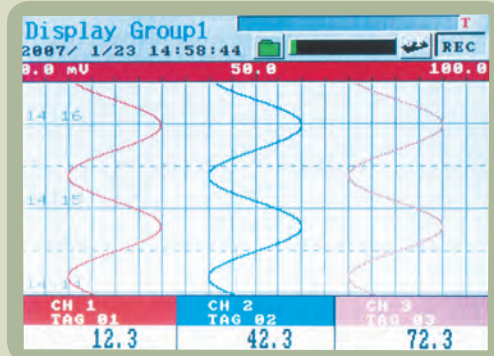 Display Group1
T
2007/ 1/23 14:58:44
REC
0.0 mV 50.0 100.0
14 16
14 15
CH 1
TAG 01
12.3
CH 2
TAG 02
42.3
CH 3
TAG 03
72.3